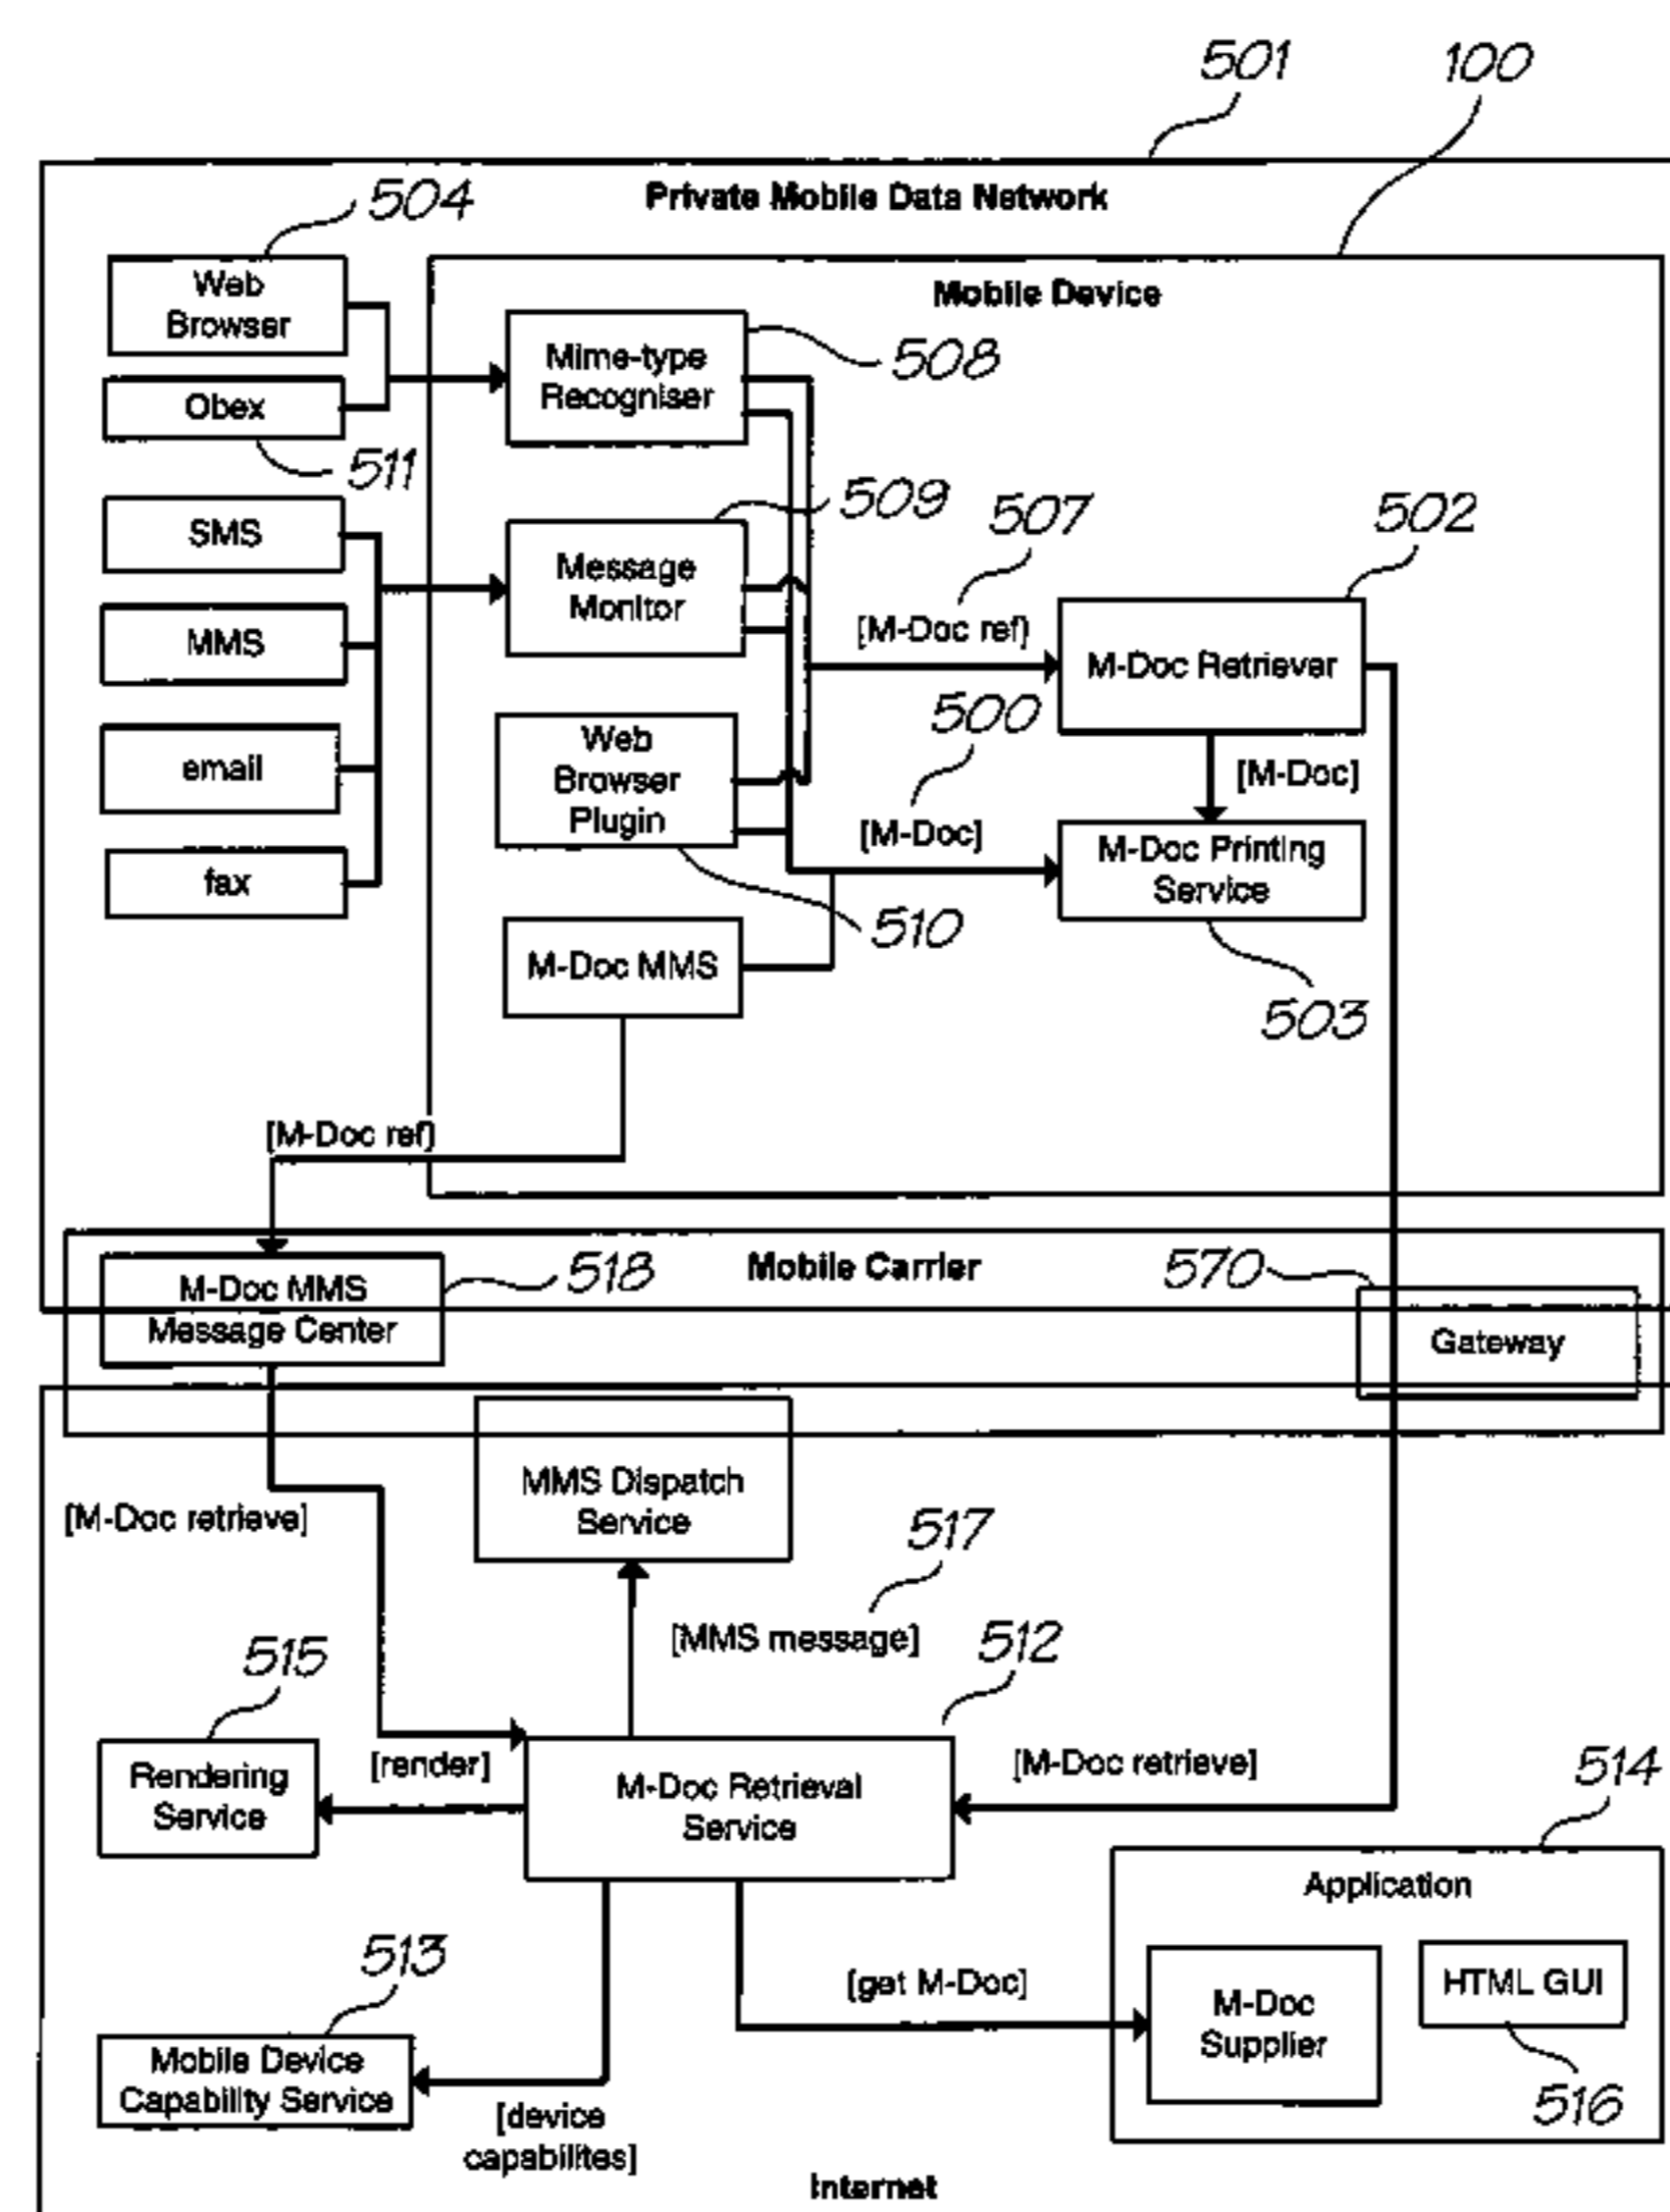 501
100
Private Mobile Data Network
504
Web
Browser
Mobile Device
Mime-type
Recogniser
508
Obex
511
SMS
509
507
502
Message
Monitor
MMS
[M-Doc ref)
M-Doc Retriever
500
Web
Browser
Plugin
email
[M-Doc]
[M-Doc]
M-Doc Printing
Service
fax
510
M-Doc MMS
503
[M-Doc ref)
M-Doc MMS
Message Center
518
Mobile Carrier
570
Gateway
MMS Dispatch
Service
[M-Doc retrieve]
517
[MMS message]
512
515
Rendering
Service
[render]
M-Doc Retrieval
Service
[M-Doc retrieve]
514
Application
513
[get M-Doc]
M-Doc
Supplier
HTML GUI
516
Mobile Device
Capability Service
[device
capabilites]
Internet